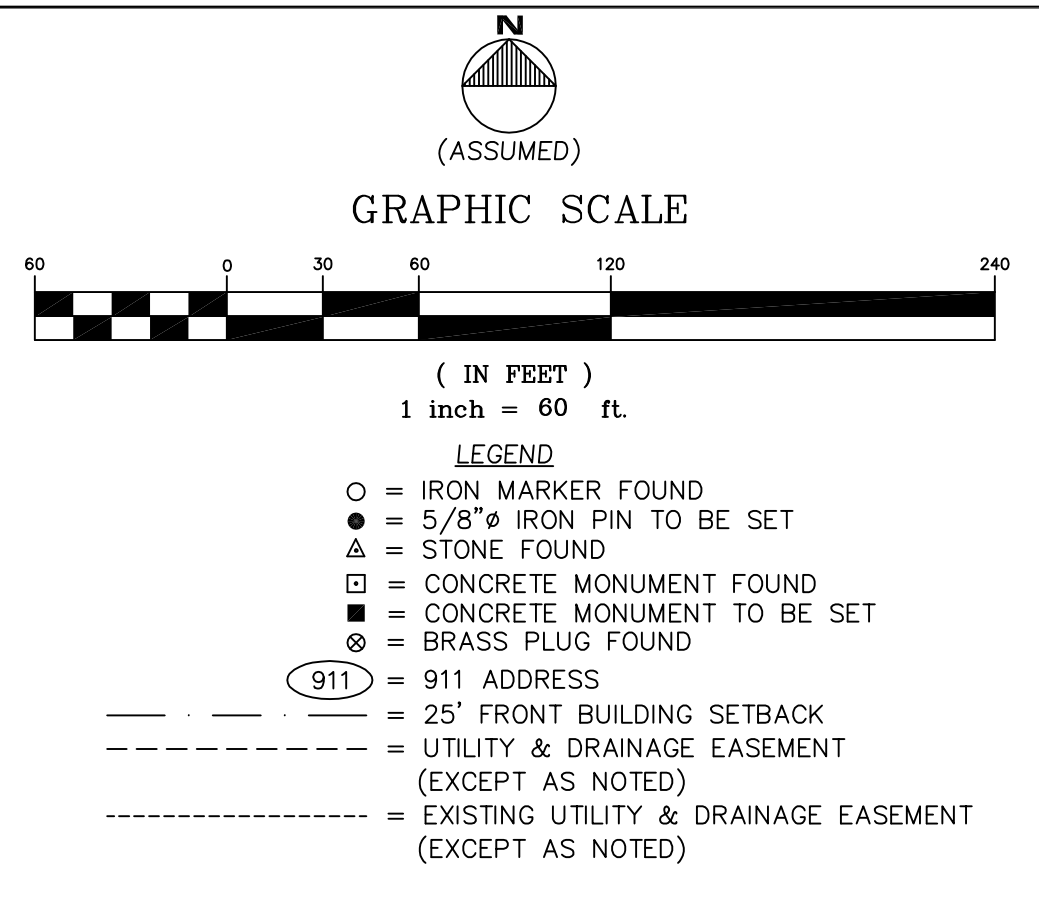 N
(ASSUMED)
GRAPHIC SCALE
60 0 30 60 120 240
( IN FEET )
1 inch = 60 ft.
LEGEND
= IRON MARKER FOUND
= 5/8"ø IRON PIN TO BE SET
= STONE FOUND
= CONCRETE MONUMENT FOUND
= CONCRETE MONUMENT TO BE SET
= BRASS PLUG FOUND
911 = 911 ADDRESS
= 25' FRONT BUILDING SETBACK
= UTILITY & DRAINAGE EASEMENT
(EXCEPT AS NOTED)
= EXISTING UTILITY & DRAINAGE EASEMENT
(EXCEPT AS NOTED)